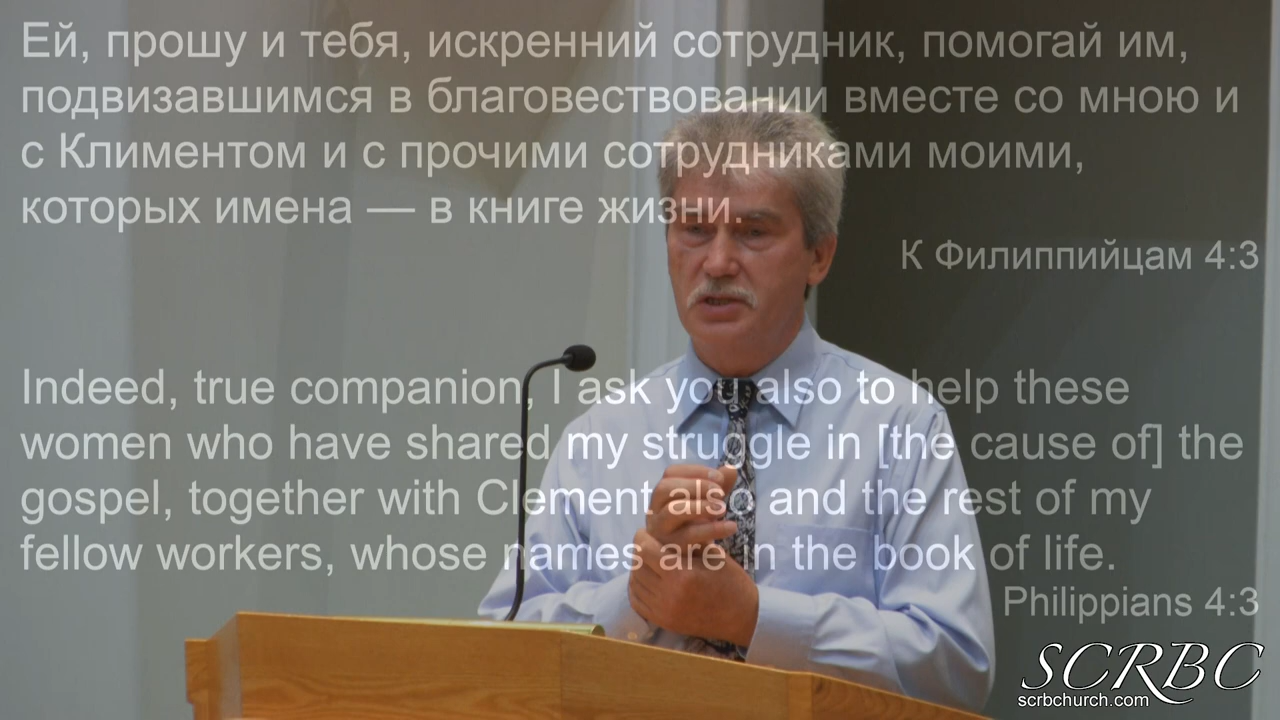 Ей, прошу и тебя, искренний сотрудник, помогай им,
подвизавшимся в благовествовании вместе со мною и
с Климентом и с прочими сотрудниками моими,
которых имена — в книге жизни.
К Филиппийцам 4:3
Indeed, true companion, I ask you also to help these
women who have shared my struggle in [the cause of] the
gospel, together with Clement also and the rest of my
fellow workers, whose names are in the book of life.
Philippians 4:3
SCRBC
scrbchurch.com